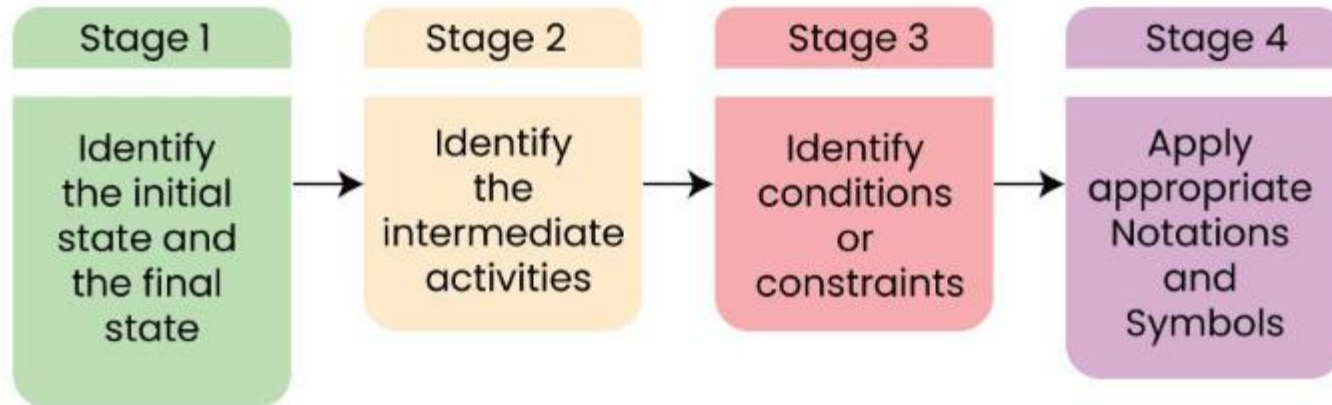 Stage 1
Identify
the initial
state and
the final
state
Stage 2
Identify
the
intermediate
activities
Stage 3
Identify
conditions
or
constraints
Stage 4
Apply
appropriate
Notations
and
Symbols